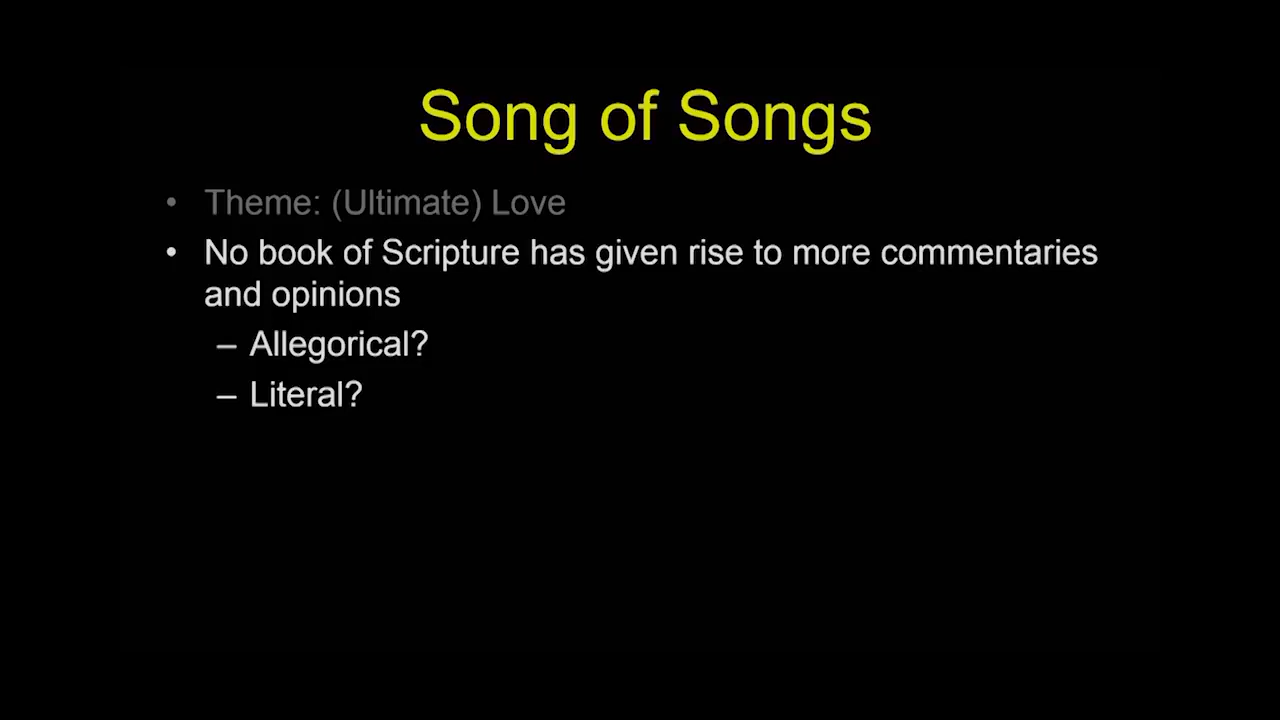 Song of Songs
• Theme: (Ultimate) Love
• No book of Scripture has given rise to more commentaries
and opinions
– Allegorical?
– Literal?